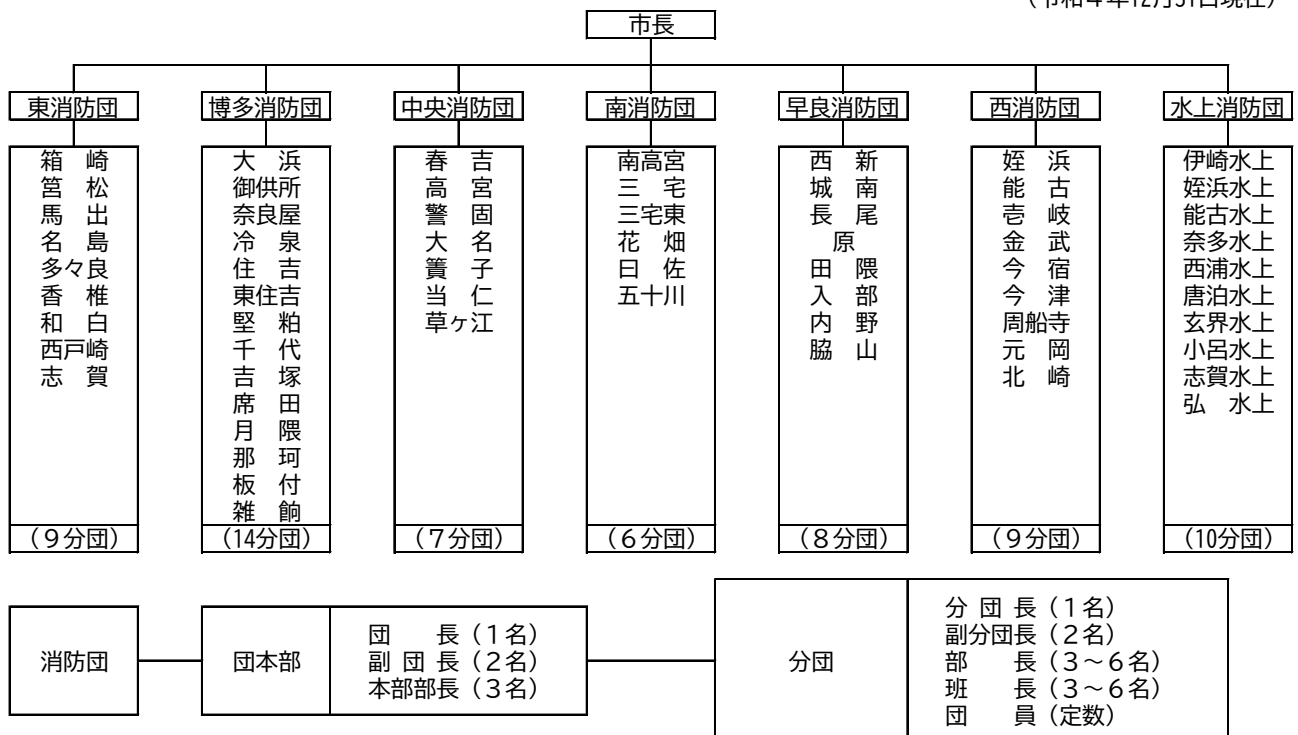 （令和４年12月31日現在）
市長
東消防団
博多消防団
中央消防団
南消防団
早良消防団
西消防団
水上消防団
箱　崎
筥　松
馬　出
名　島
多々良
香　椎
和　白
西戸崎
志　賀
（９分団）
大　浜
御供所
奈良屋
冷　泉
住　吉
東住吉
堅　粕
千　代
吉　塚
席　田
月　隈
那　珂
板　付
雑　餉
（14分団）
春　吉
高　宮
警　固
大　名
簀　子
当　仁
草ヶ江
（７分団）
南高宮
三　宅
三宅東
花　畑
曰　佐
五十川
（６分団）
西　新
城　南
長　尾
原
田　隈
入　部
内　野
脇　山
（８分団）
姪　浜
能　古
壱　岐
金　武
今　宿
今　津
周船寺
元　岡
北　崎
（９分団）
伊崎水上
姪浜水上
能古水上
奈多水上
西浦水上
唐泊水上
玄界水上
小呂水上
志賀水上
弘　水上
（10分団）
消防団
団本部
団　　長（１名）
副 団 長（２名）
本部部長（３名）
分団
分 団 長（１名）
副分団長（２名）
部　　長（３～６名）
班　　長（３～６名）
団　　員（定数）